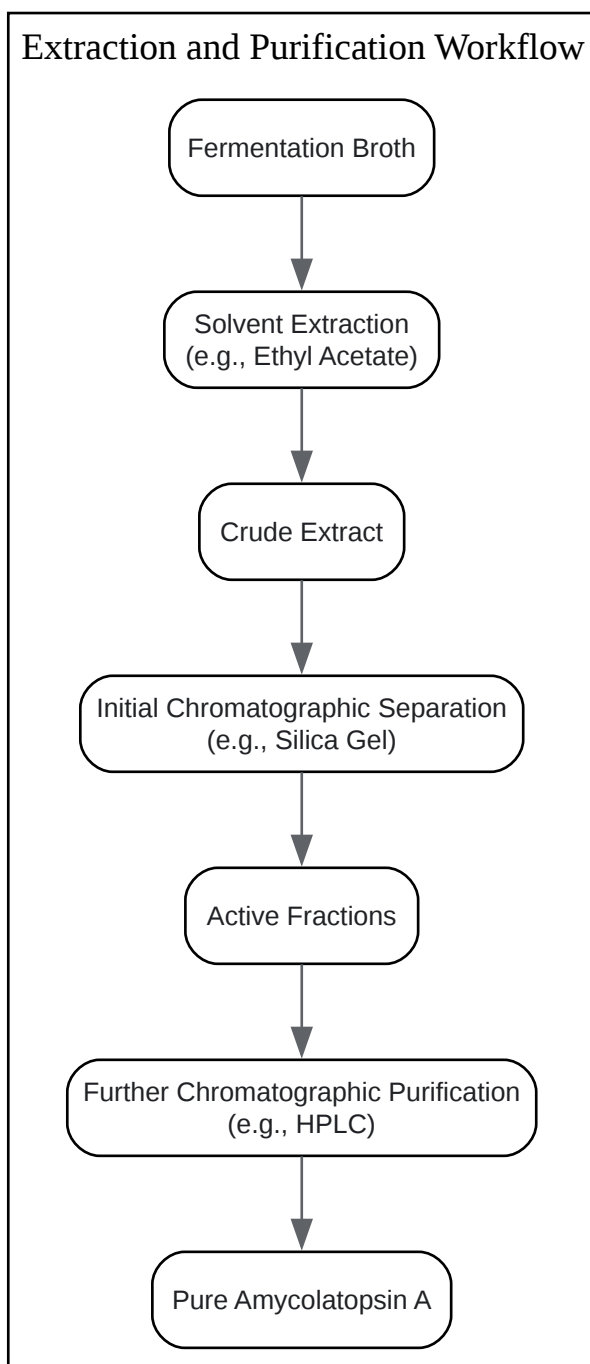 Extraction and Purification Workflow
Fermentation Broth
Solvent Extraction
(e.g., Ethyl Acetate)
Crude Extract
Initial Chromatographic Separation
(e.g., Silica Gel)
Active Fractions
Further Chromatographic Purification
(e.g., HPLC)
Pure Amycolatopsin A